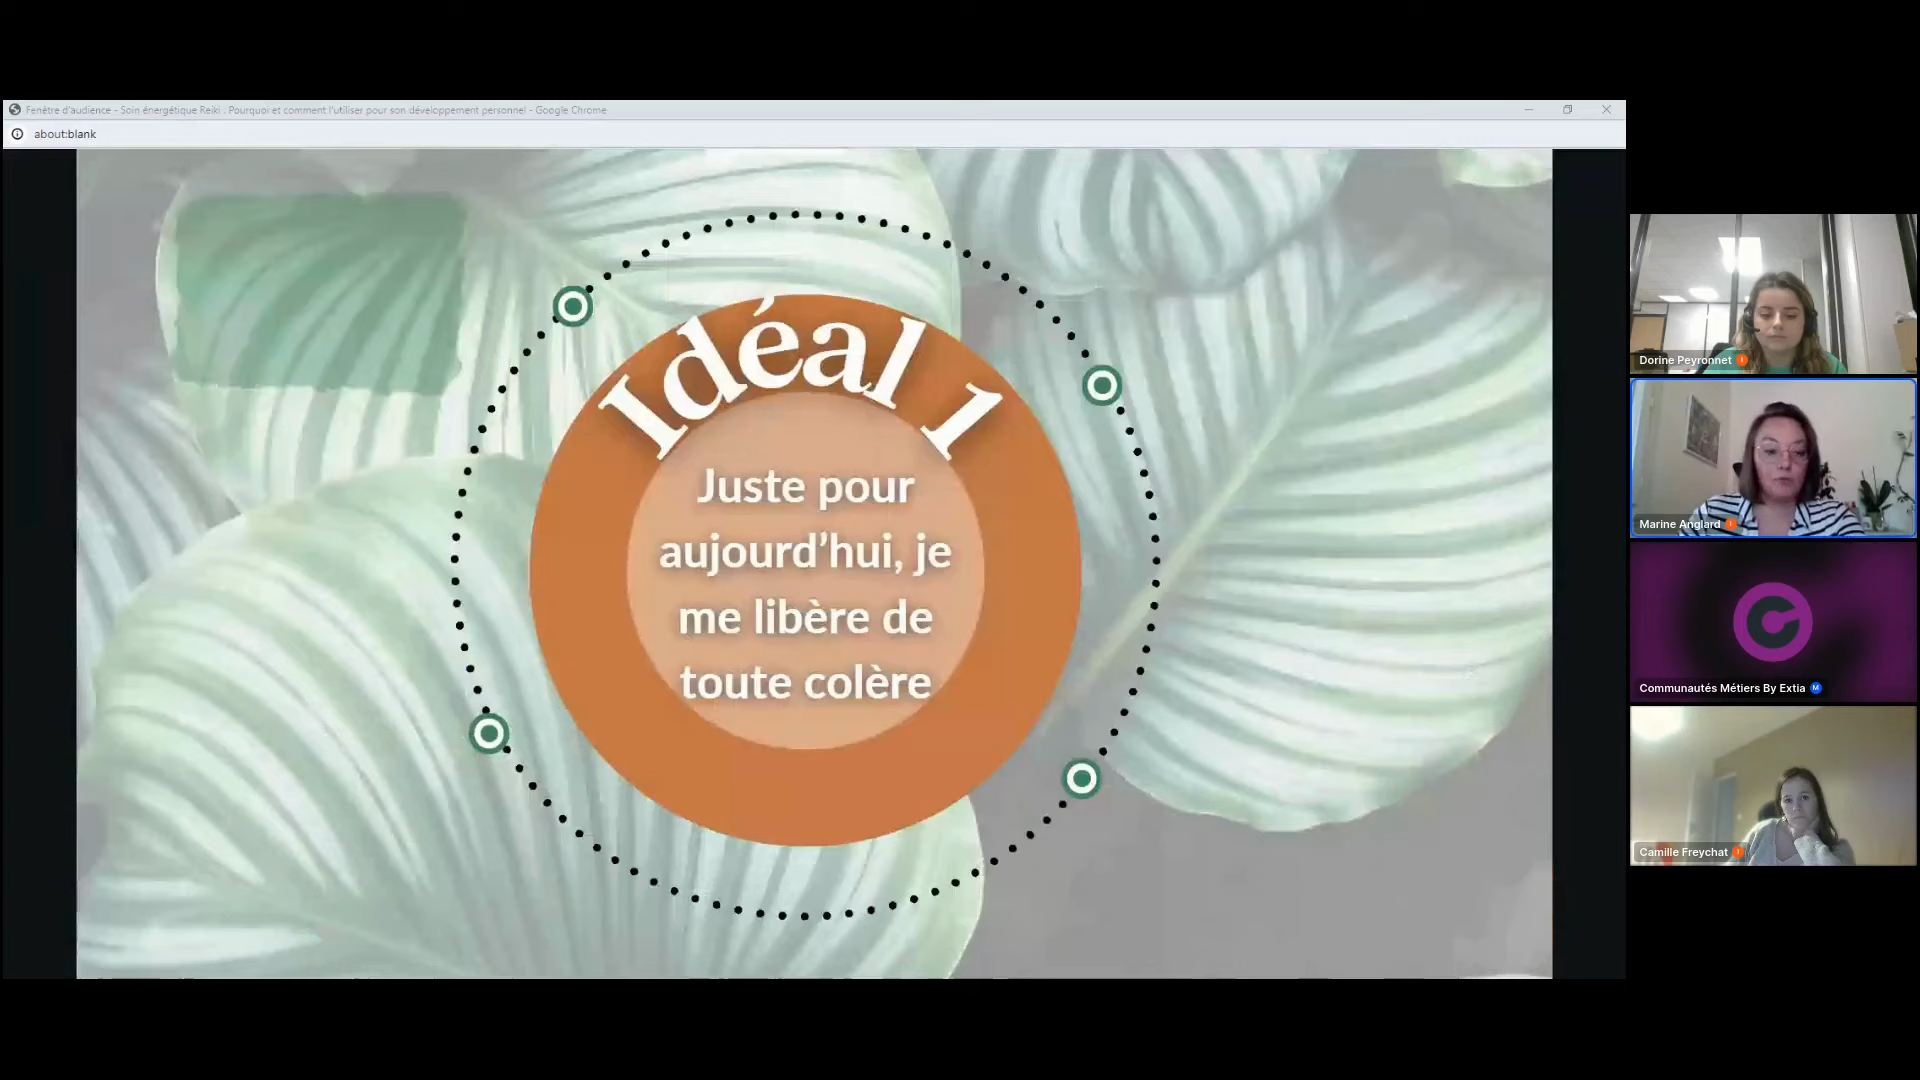 Fenêtre d'audience - Soin énergétique Reiki : Pourquoi et comment l'utiliser pour son développement personnel - Google Chrome
about:blank
Idéal 1
Juste pour
aujourd'hui, je
me libère de
toute colère
Dorine Peyronnet
Marine Anglard
Communautés Métiers By Extia M
Camille Freychat